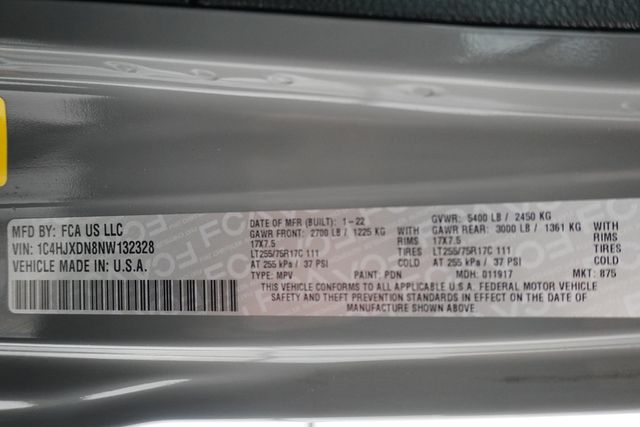 MFD BY: FCA US LLC
VIN: 1C4HJXDN8NW132328
VEHICLE MADE IN: U.S.A.
DATE OF MFR (BUILT): 1-22 GVWR: 5400 LB / 2450 KG
GAWR FRONT: 2700 LB / 1225 KG WITH GAWR REAR: 3000 LB / 1361 KG WITH
17X7.5 RIMS 17X7.5 RIMS
LT255/75R17C 111 TIRES LT255/75R17C 111 TIRES
AT 255 kPa / 37 PSI COLD AT 255 kPa / 37 PSI COLD
TYPE: MPV PAINT: PDN MDH: 011917 MKT: 875
THIS VEHICLE CONFORMS TO ALL APPLICABLE U.S.A. FEDERAL MOTOR VEHICLE
SAFETY AND THEFT PREVENTION STANDARDS IN EFFECT ON THE DATE OF MANUFACTURE
SHOWN ABOVE.